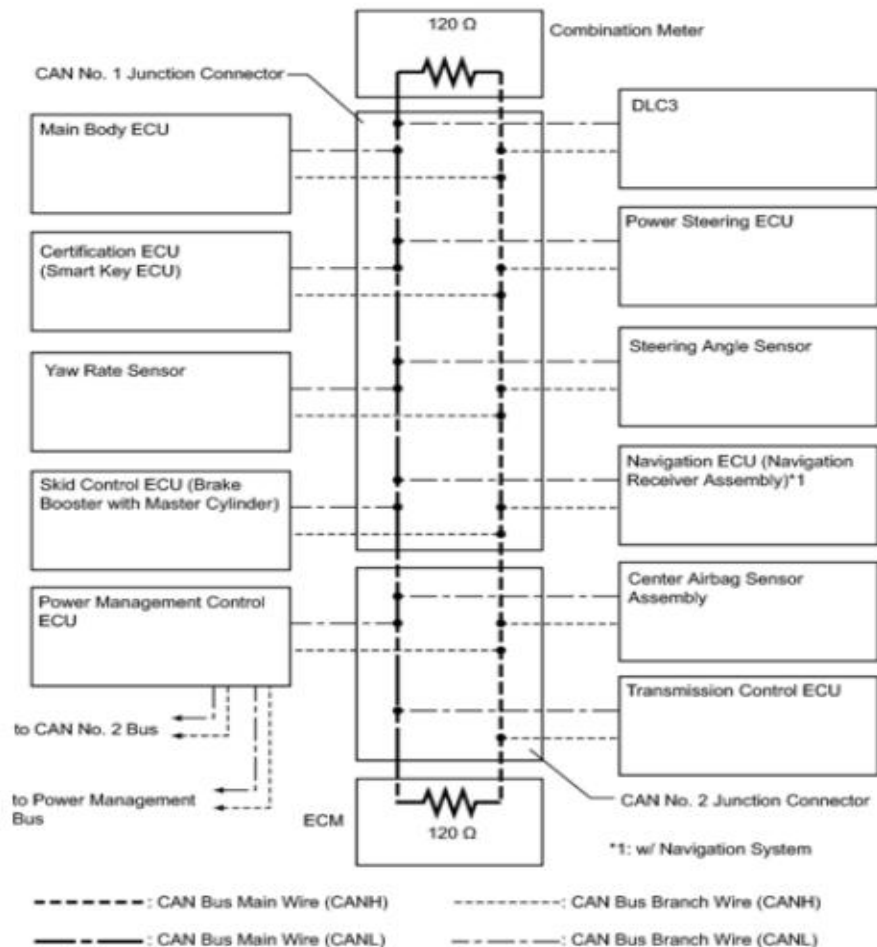 120 Ω
Combination Meter
CAN No. 1 Junction Connector
DLC3
Main Body ECU
Power Steering ECU
Certification ECU
(Smart Key ECU)
Steering Angle Sensor
Yaw Rate Sensor
Navigation ECU (Navigation
Receiver Assembly)*1
Skid Control ECU (Brake
Booster with Master Cylinder)
Center Airbag Sensor
Assembly
Power Management Control
ECU
Transmission Control ECU
to CAN No. 2 Bus
to Power Management
Bus
CAN No. 2 Junction Connector
ECM
120 Ω
*1: w/ Navigation System
: CAN Bus Main Wire (CANH)
: CAN Bus Branch Wire (CANH)
: CAN Bus Main Wire (CANL)
: CAN Bus Branch Wire (CANL)